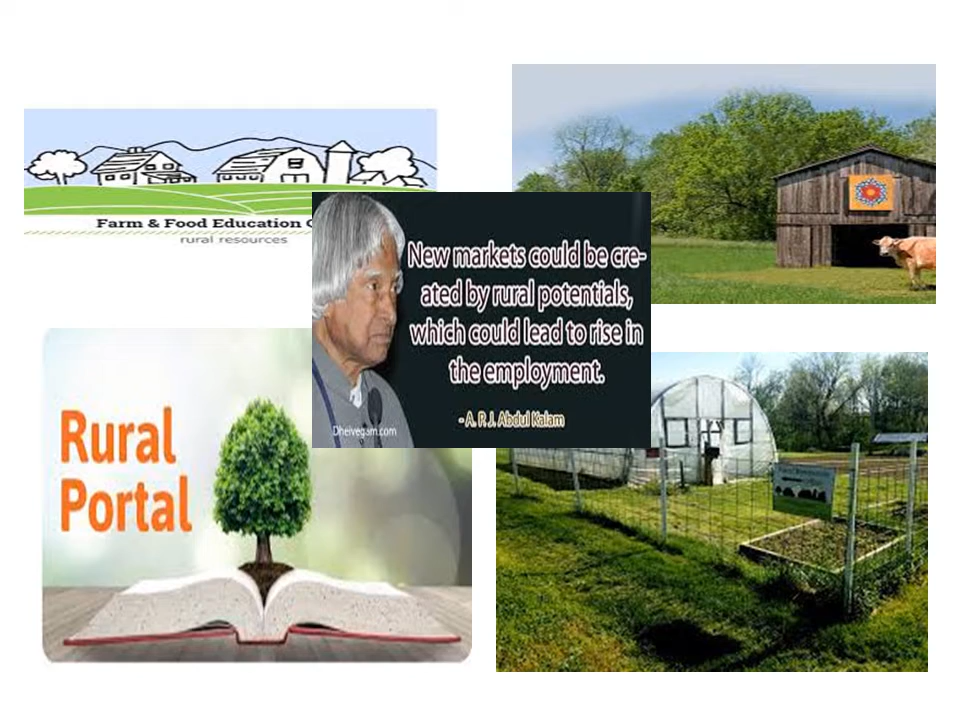 Farm & Food Education
rural resources
New markets could be cre-
ated by rural potentials,
which could lead to rise in
the employment.
- A. P. J. Abdul Kalam
Dheivegam.com
Rural
Portal